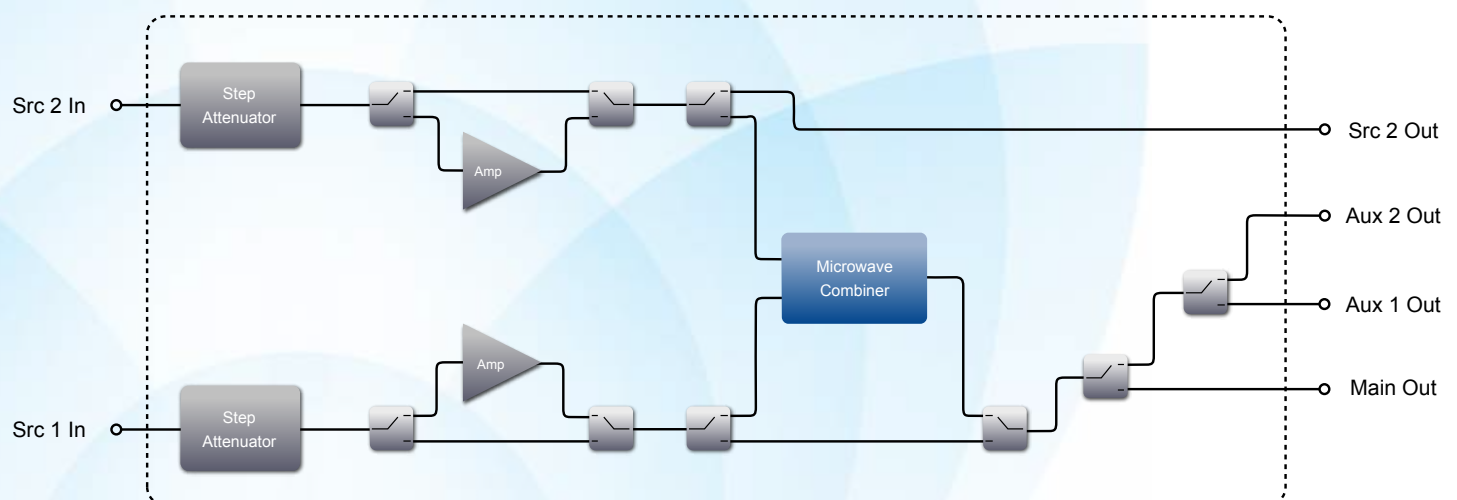 Src 2 In
Step
Attenuator
Amp
Src 2 Out
Aux 2 Out
Microwave
Combiner
Aux 1 Out
Amp
Main Out
Src 1 In
Step
Attenuator